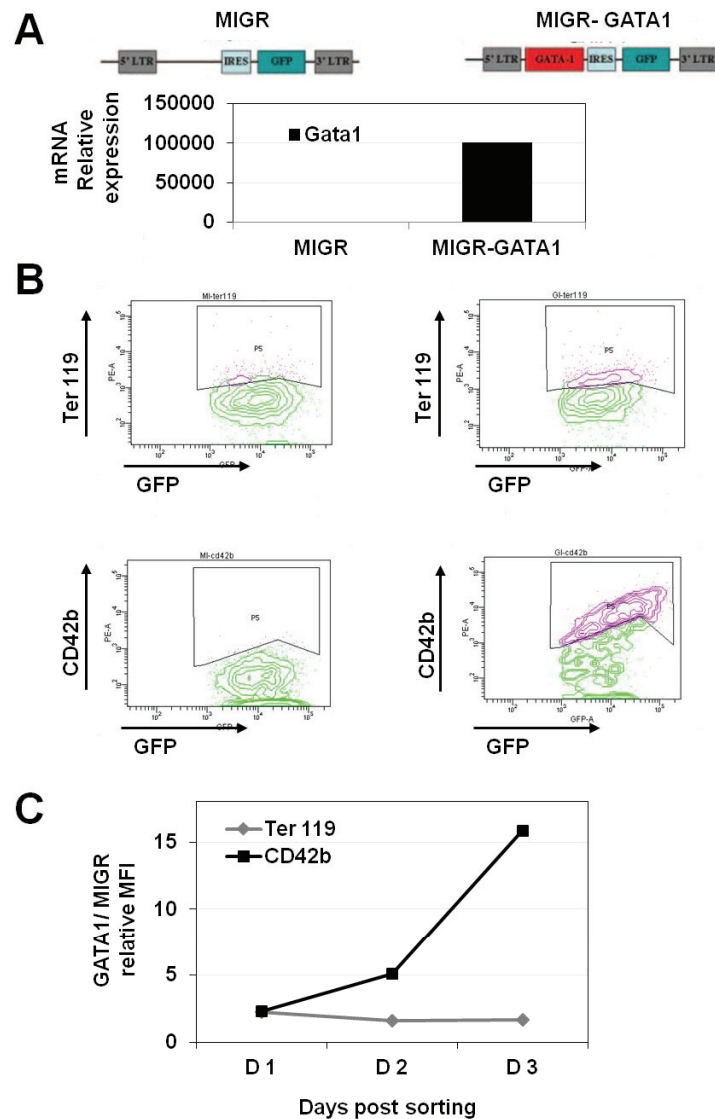 A
MIGR
MIGR- GATA1
5' LTR IRES GFP 3' LTR
5' LTR GATA-1 IRES GFP 3' LTR
mRNA
Relative
expression
150000
100000
50000
0
Gata1
MIGR
MIGR-GATA1
B
MI-ter119
GI-ter119
Ter 119
PE-A
P5
GFP
Ter 119
PE-A
P5
GFP-A
GFP
MI-cd42b
GI-cd42b
CD42b
PE-A
P5
GFP
CD42b
PE-A
P5
GFP-A
GFP
C
GATA1/ MIGR
relative MFI
15
10
5
0
Ter 119
CD42b
D 1
D 2
D 3
Days post sorting